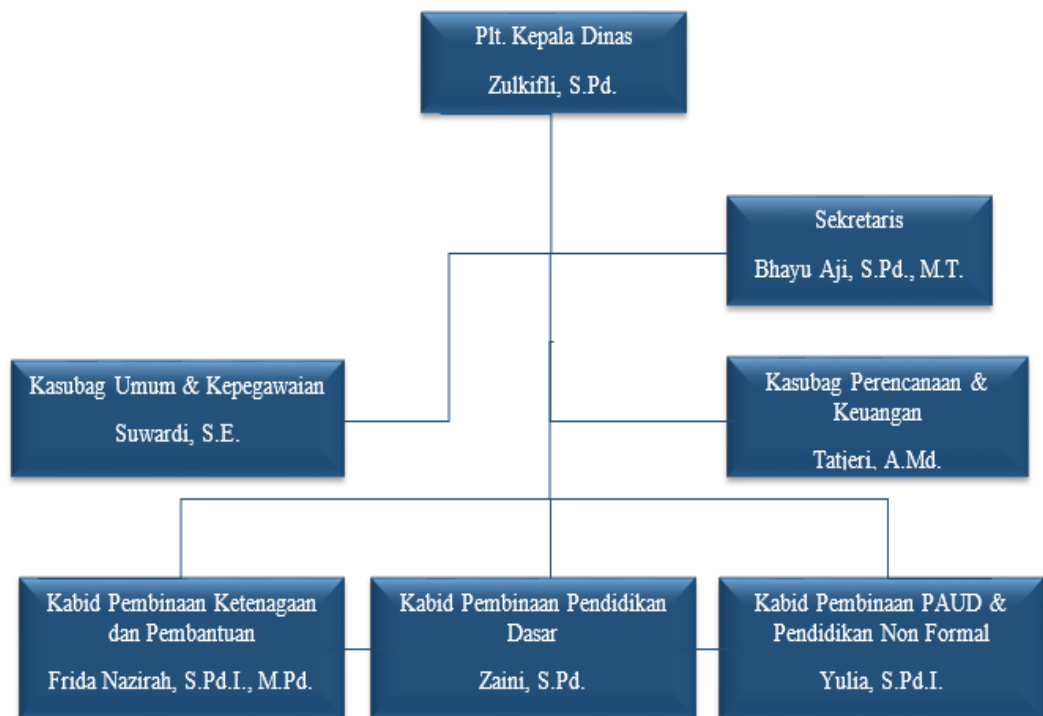 Plt. Kepala Dinas
Zulkifli, S.Pd.
Sekretaris
Bhayu Aji, S.Pd., M.T.
Kasubag Umum & Kepegawaian
Suwardi, S.E.
Kasubag Perencanaan &
Keuangan
Tatjeri, A.Md.
Kabid Pembinaan Ketenagaan
dan Pembantuan
Frida Nazirah, S.Pd.I., M.Pd.
Kabid Pembinaan Pendidikan
Dasar
Zaini, S.Pd.
Kabid Pembinaan PAUD &
Pendidikan Non Formal
Yulia, S.Pd.I.